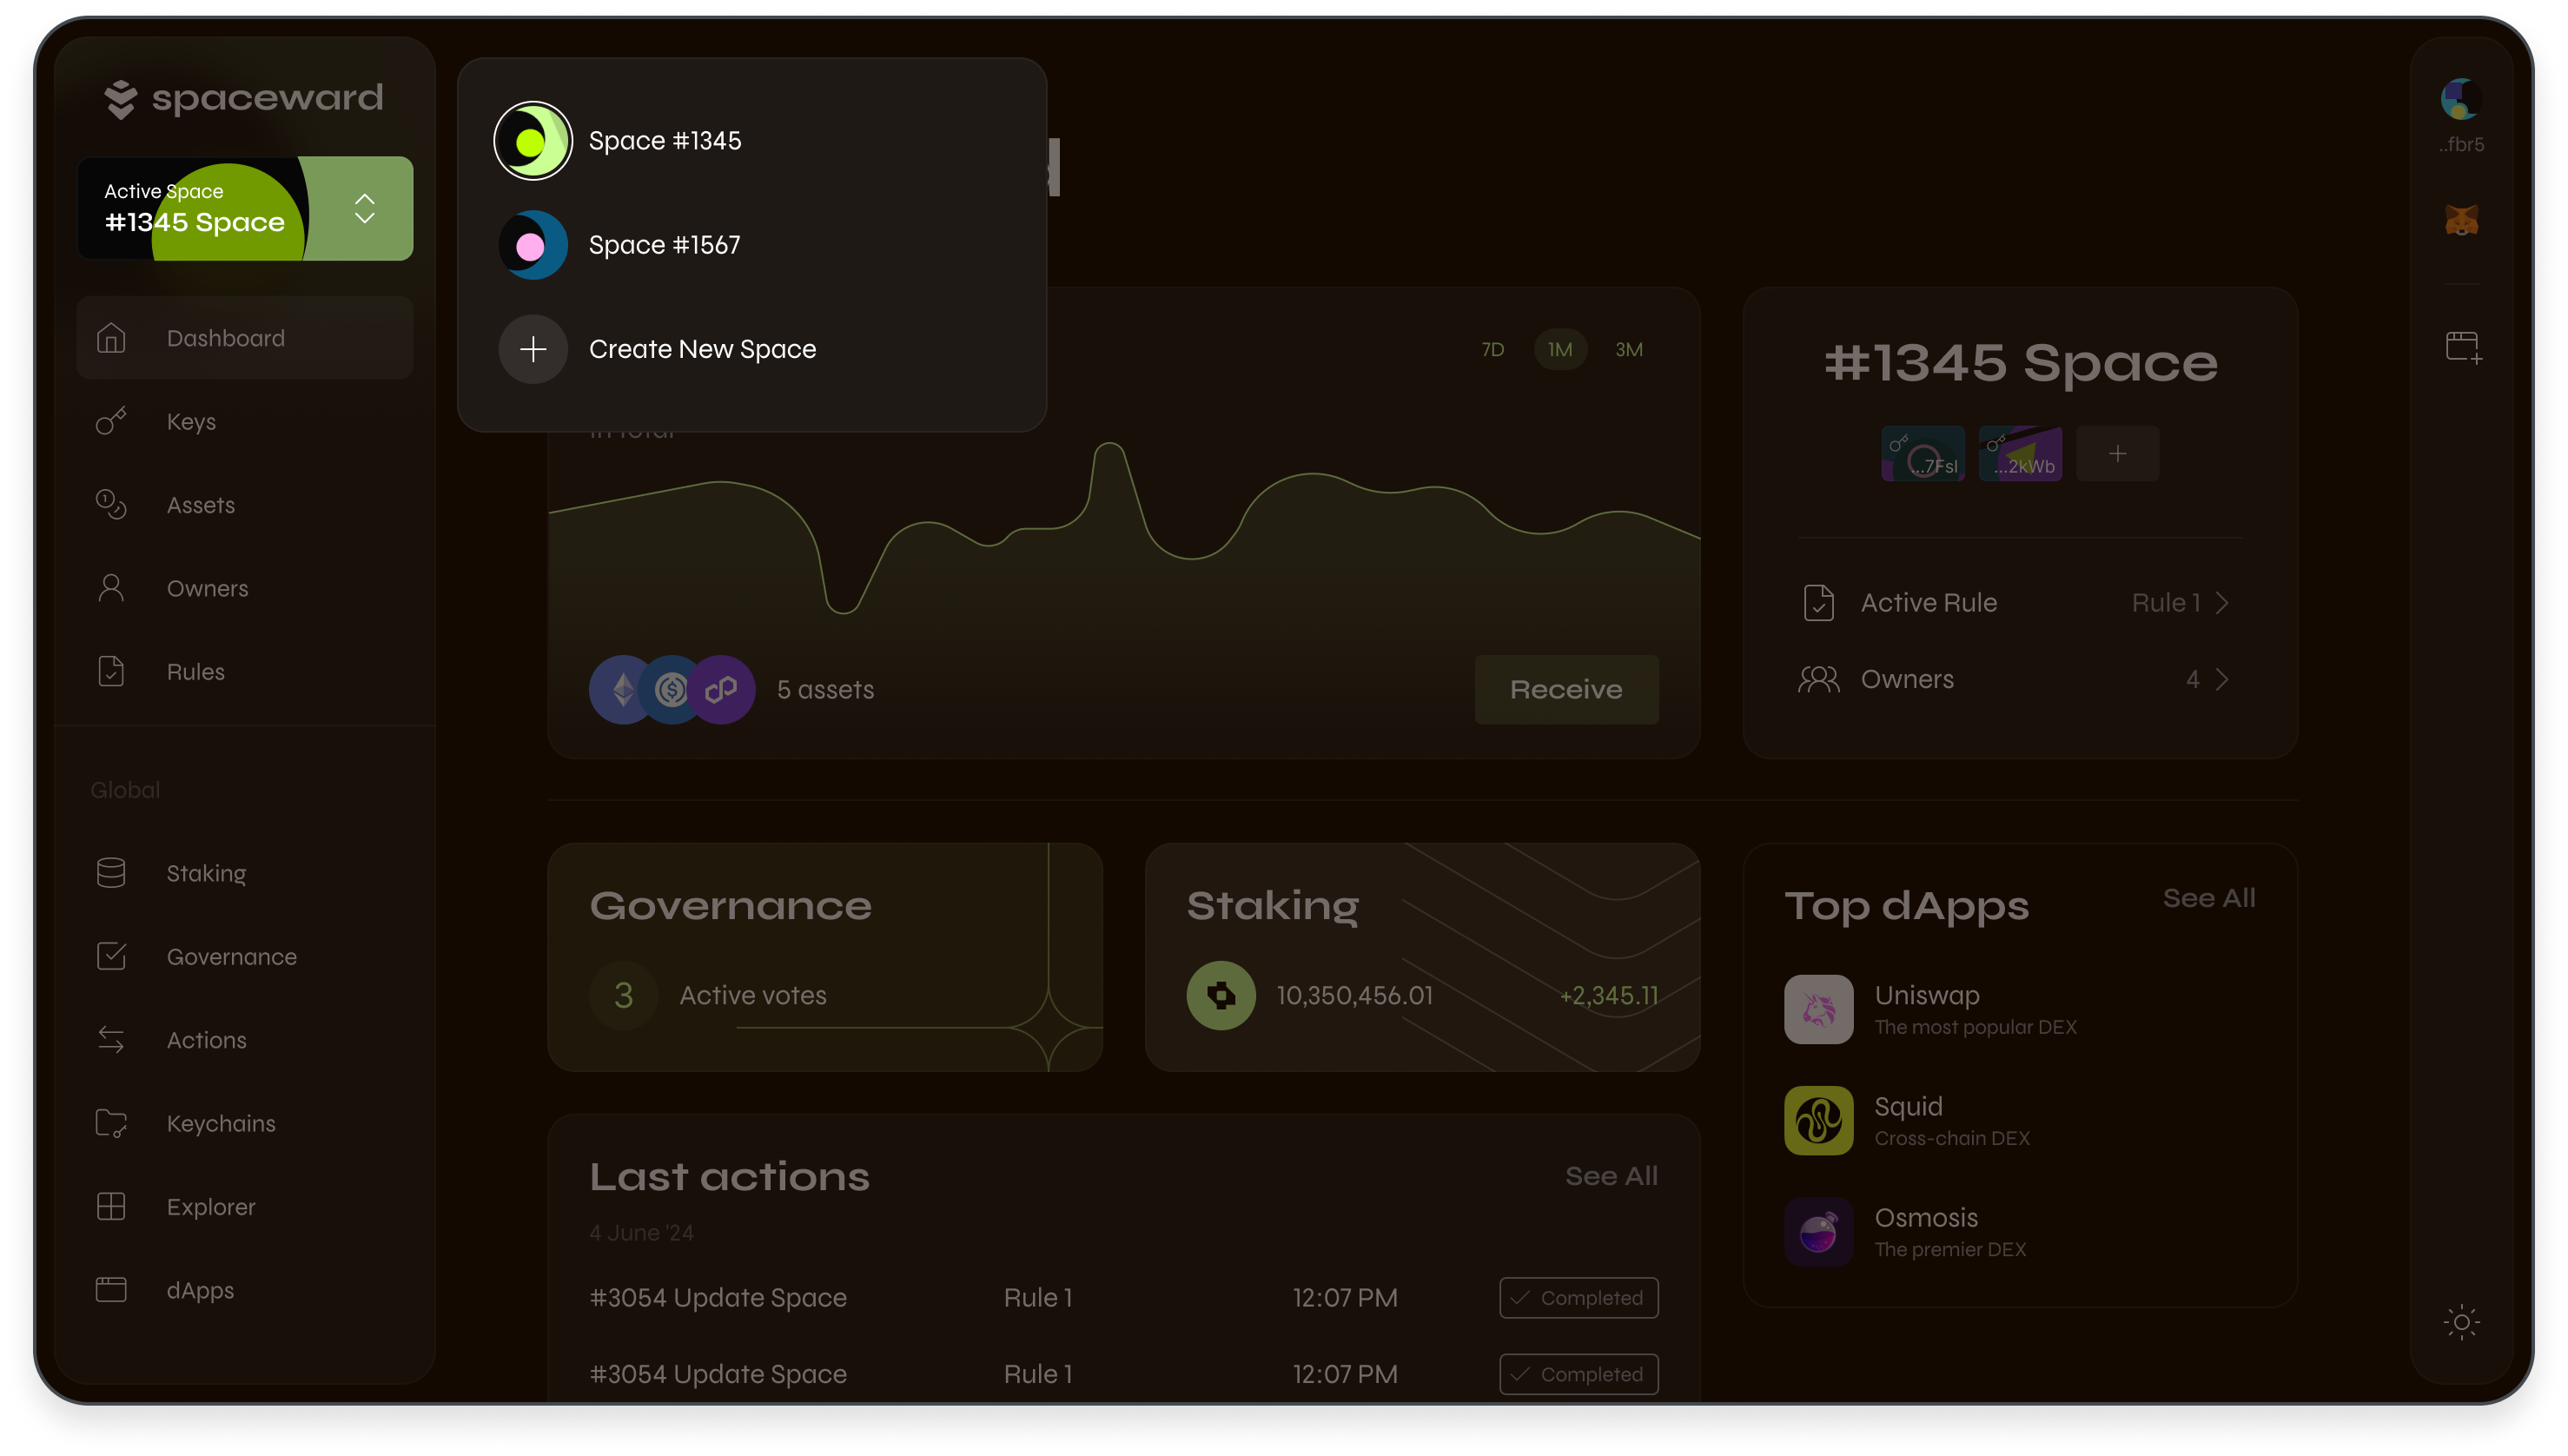 spaceward
Active Space
#1345 Space
Dashboard
Keys
Assets
Owners
Rules
Global
Staking
Governance
Actions
Keychains
Explorer
dApps
Space #1345
Space #1567
Create New Space
7D 1M 3M
in total
5 assets
Receive
#1345 Space
...7Fsl ...2kWb
Active Rule Rule 1
Owners 4
Governance
3 Active votes
Staking
10,350,456.01 +2,345.11
Top dApps See All
Uniswap
The most popular DEX
Squid
Cross-chain DEX
Osmosis
The premier DEX
Last actions See All
4 June '24
#3054 Update Space Rule 1 12:07 PM Completed
#3054 Update Space Rule 1 12:07 PM Completed
..fbr5